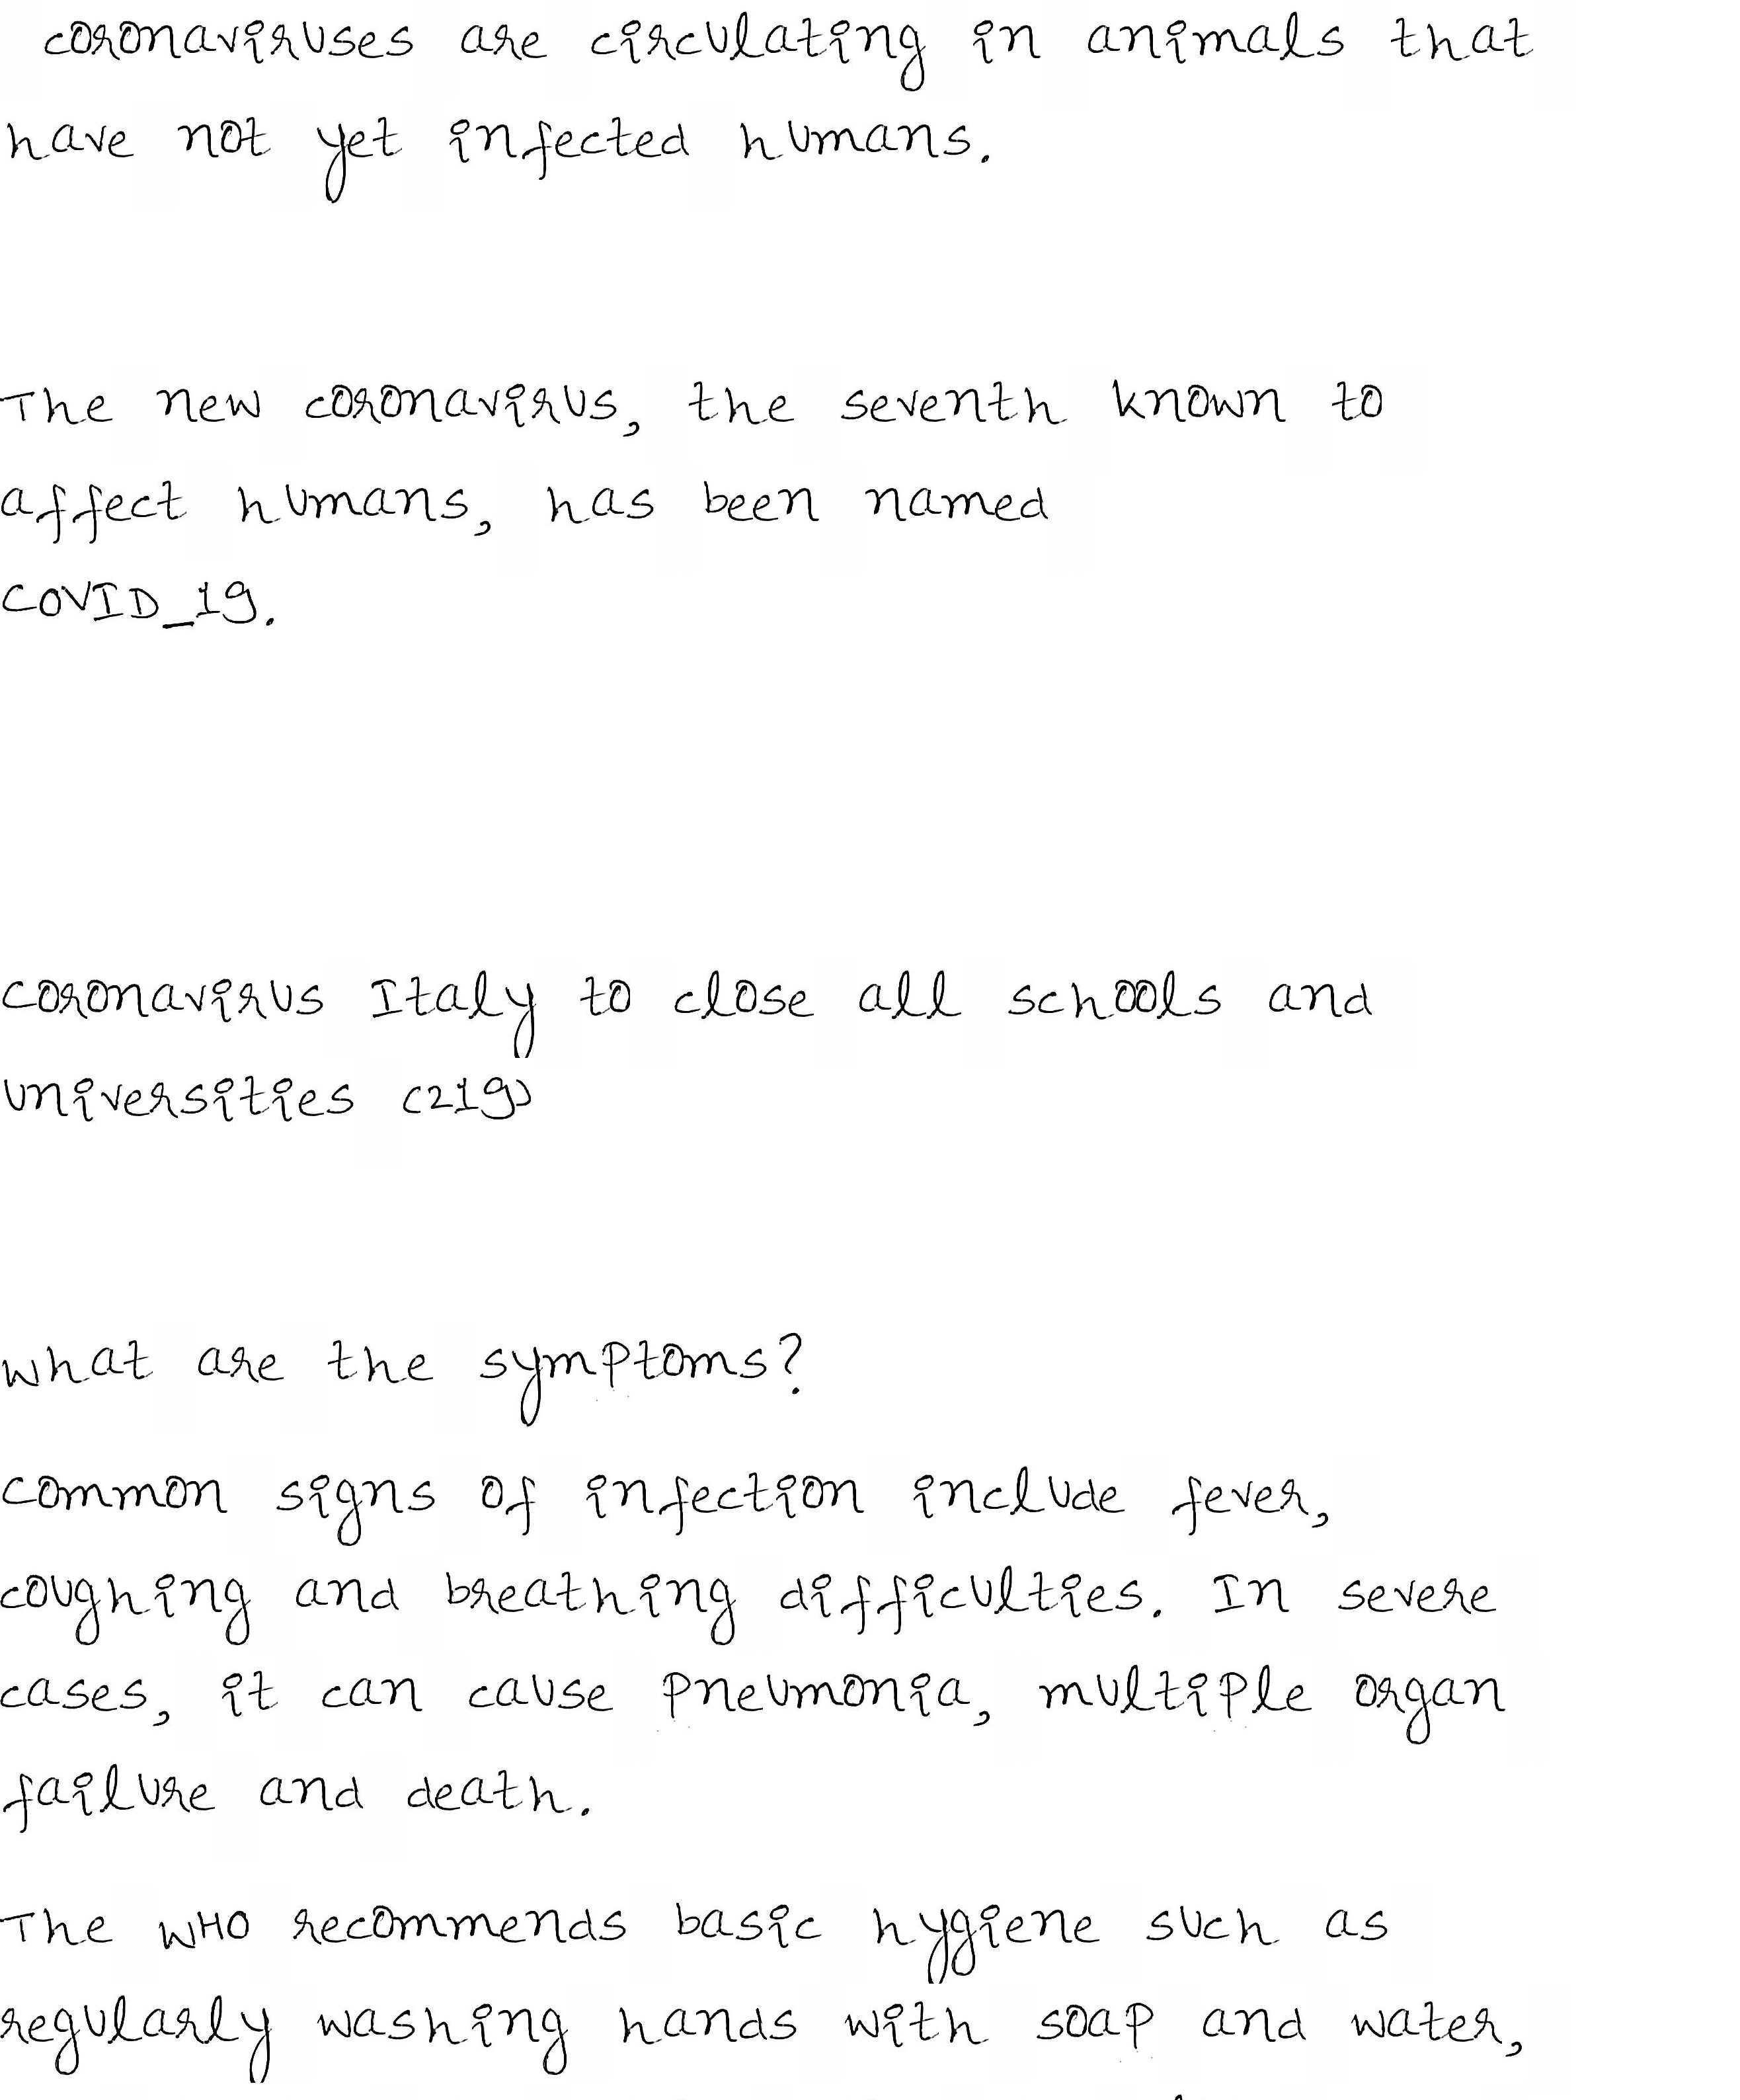 coronaviruses are circulating in animals that
have not yet infected humans.
The new coronavirus, the seventh known to
affect humans, has been named
COVID_19.
coronavirus Italy to close all schools and
universities (219)
what are the symptoms?
common signs of infection include fever,
coughing and breathing difficulties. In severe
cases, it can cause pneumonia, multiple organ
failure and death.
The WHO recommends basic hygiene such as
regularly washing hands with soap and water,